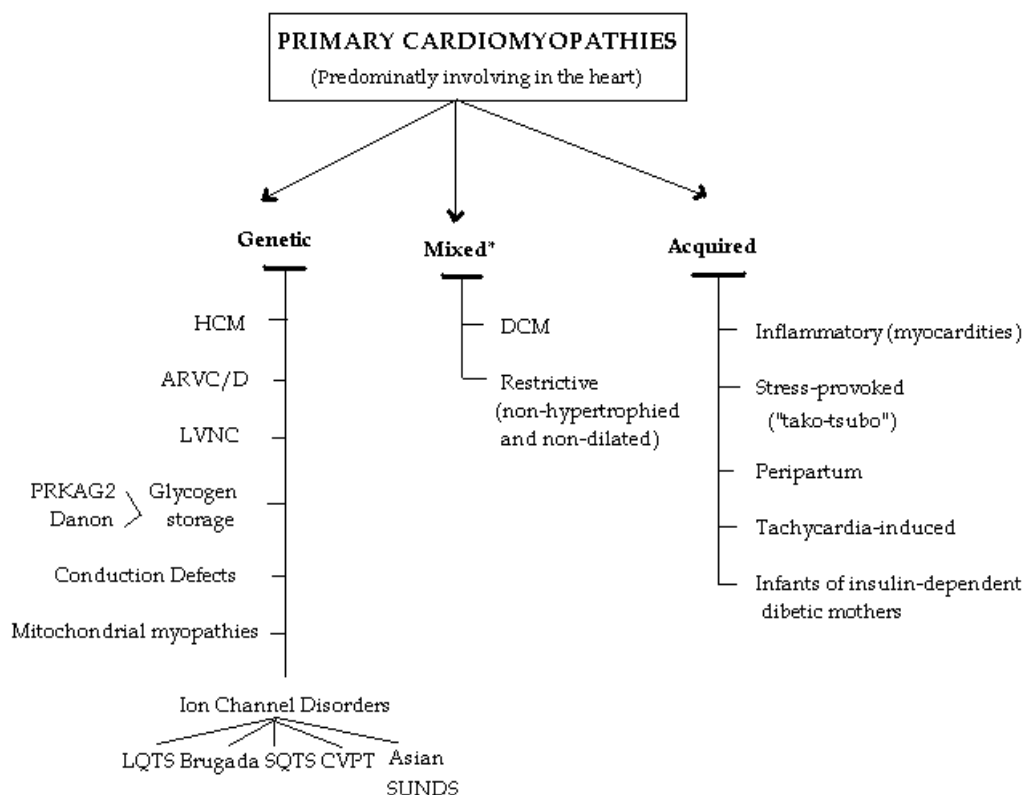 PRIMARY CARDIOMYOPATHIES
(Predominatly involving in the heart)
Genetic
HCM
ARVC/D
LVNC
PRKAG2
Danon
Glycogen
storage
Conduction Defects
Mitochondrial myopathies
Ion Channel Disorders
LQTS Brugada SQTS CVPT Asian
SUNDS
Mixed*
DCM
Restrictive
(non-hypertrophied
and non-dilated)
Acquired
Inflammatory (myocardities)
Stress-provoked
("tako-tsubo")
Peripartum
Tachycardia-induced
Infants of insulin-dependent
dibetic mothers